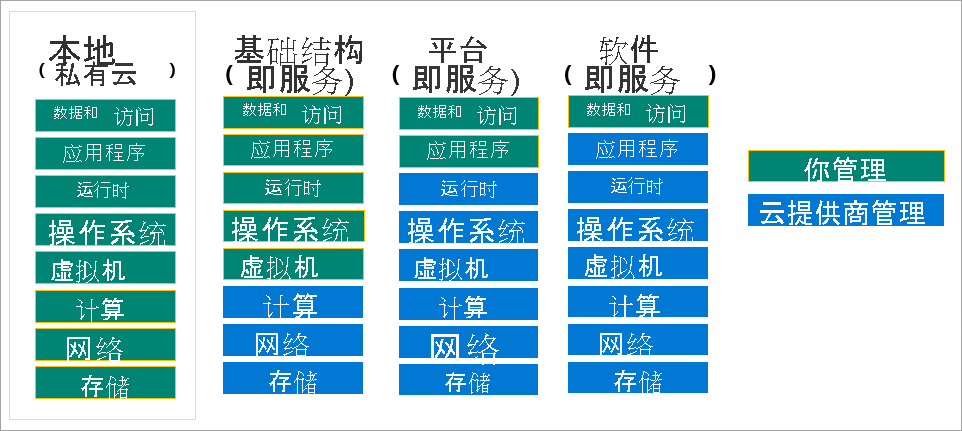 本地
(私有云)
数据和 访问
应用程序
运行时
操作系统
虚拟机
计算
网络
存储
基础结构
(即服务)
数据和 访问
应用程序
运行时
操作系统
虚拟机
计算
网络
存储
平台
(即服务)
数据和 访问
应用程序
运行时
操作系统
虚拟机
计算
网络
存储
软件
(即服务)
数据和 访问
应用程序
运行时
操作系统
虚拟机
计算
网络
存储
你管理
云提供商管理